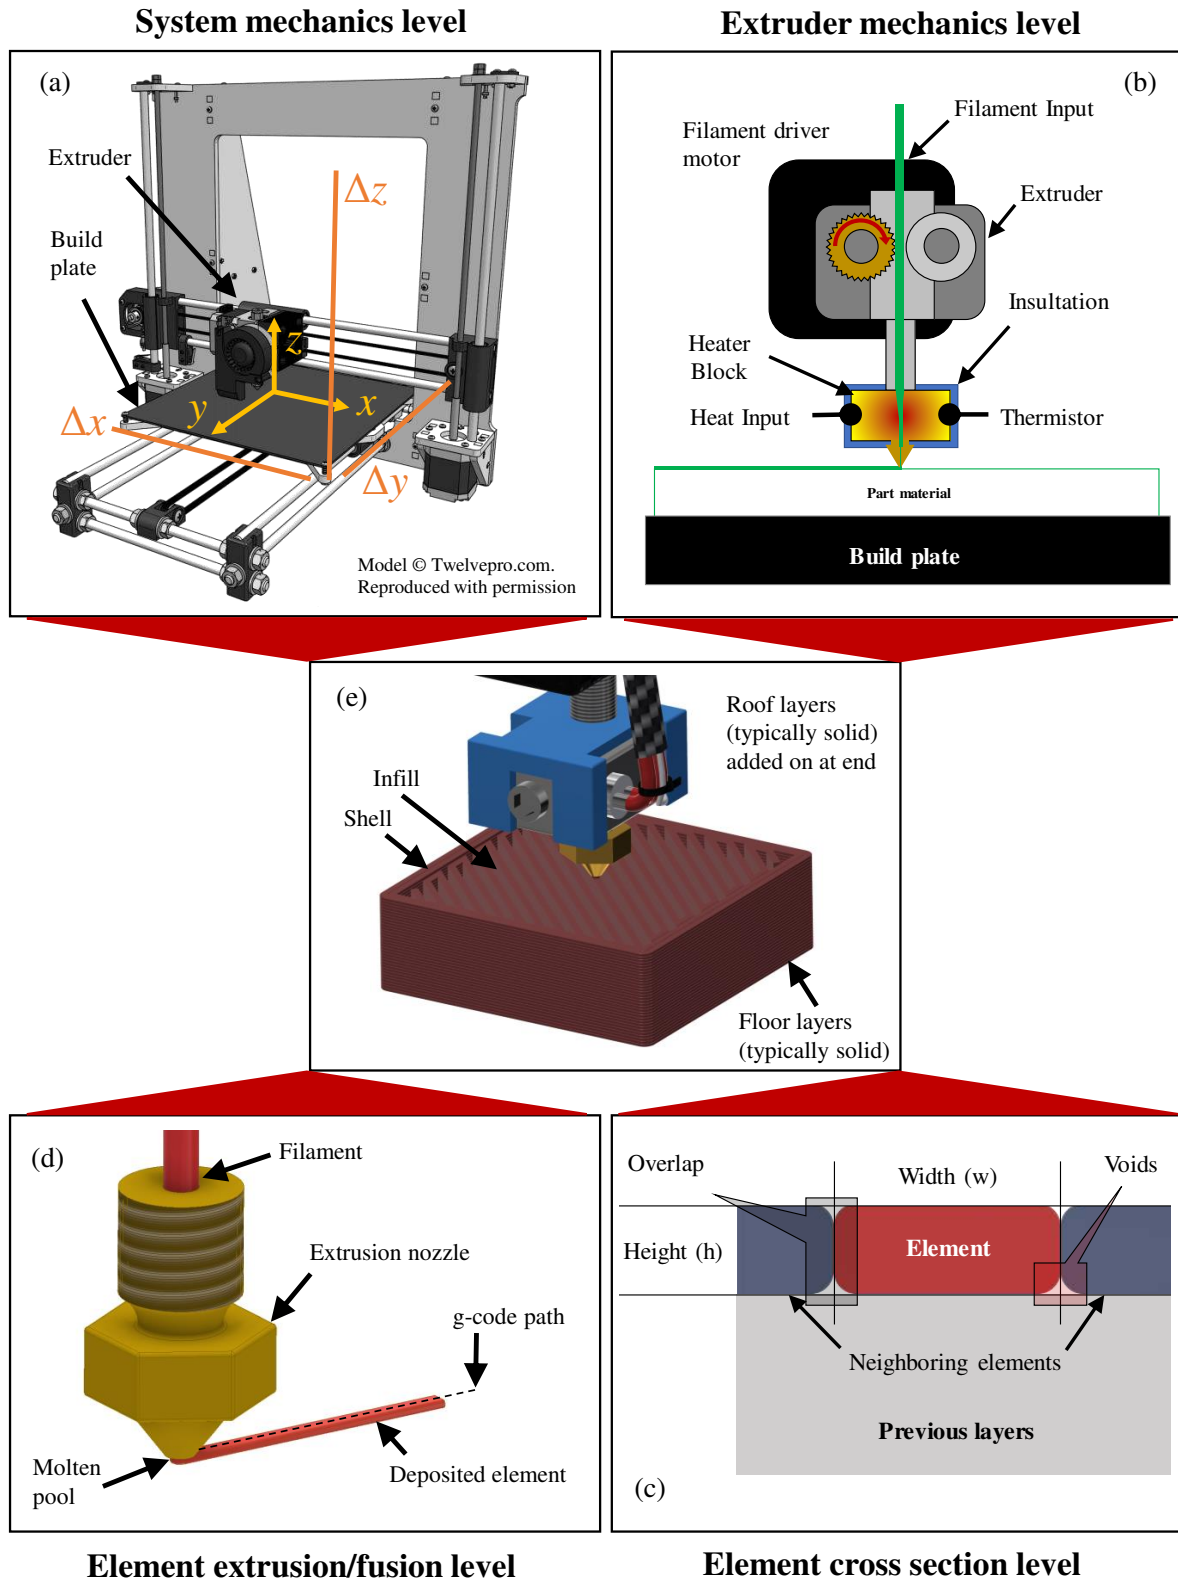 System mechanics level
Extruder mechanics level
(a)
Extruder
Build
plate
Δz
z
y
x
Δx
Δy
Model © Twelvepro.com.
Reproduced with permission
(b)
Filament Input
Filament driver
motor
Extruder
Insultation
Heater
Block
Heat Input
Thermistor
Part material
Build plate
(e)
Roof layers
(typically solid)
added on at end
Infill
Shell
Floor layers
(typically solid)
(d)
Filament
Extrusion nozzle
g-code path
Molten
pool
Deposited element
Overlap
Width (w)
Voids
Height (h)
Element
Neighboring elements
Previous layers
(c)
Element extrusion/fusion level
Element cross section level